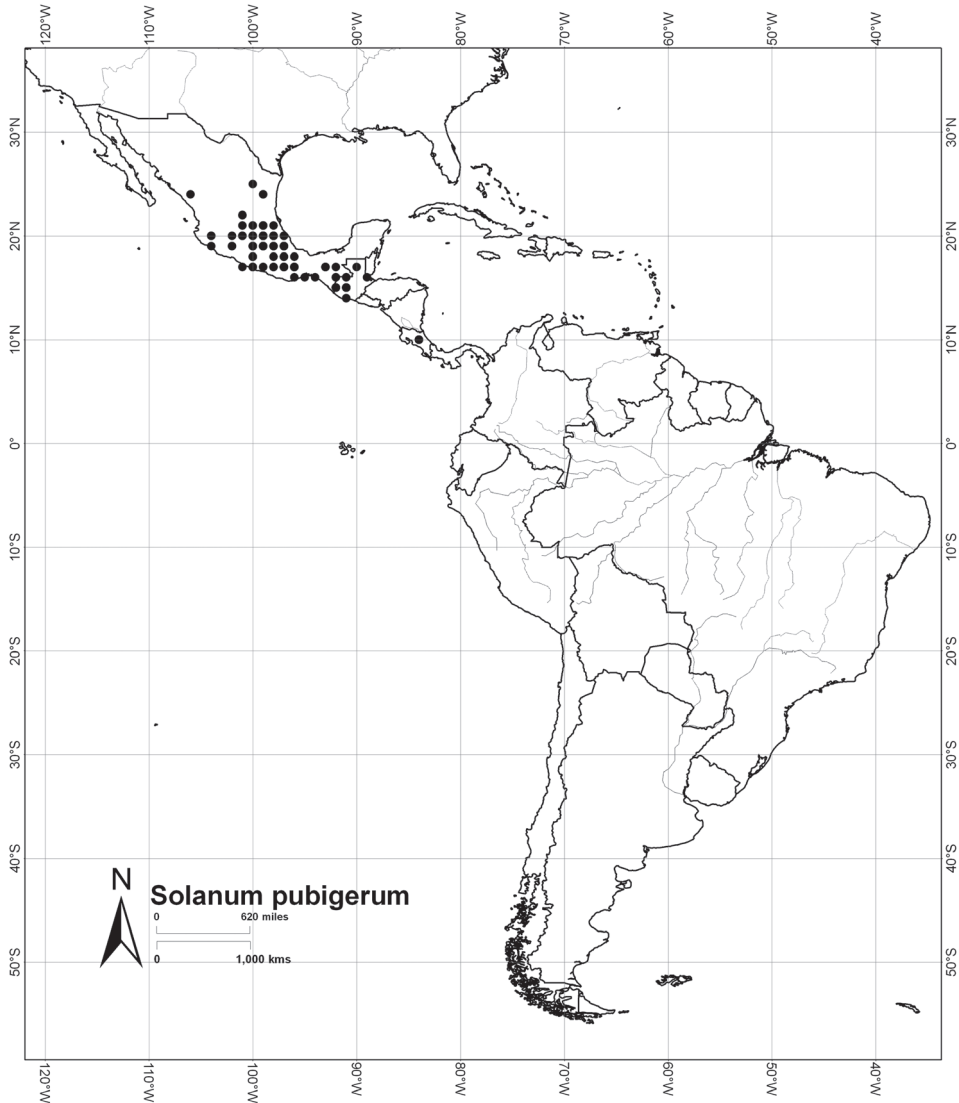 120°W 110°W 100°W 90°W 80°W 70°W 60°W 50°W 40°W
30°N 30°N
20°N 20°N
10°N 10°N
0° 0°
10°S 10°S
20°S 20°S
30°S 30°S
40°S 40°S
N
Solanum pubigerum
0 620 miles
0 1,000 kms
50°S 50°S
120°W 110°W 100°W 90°W 80°W 70°W 60°W 50°W 40°W